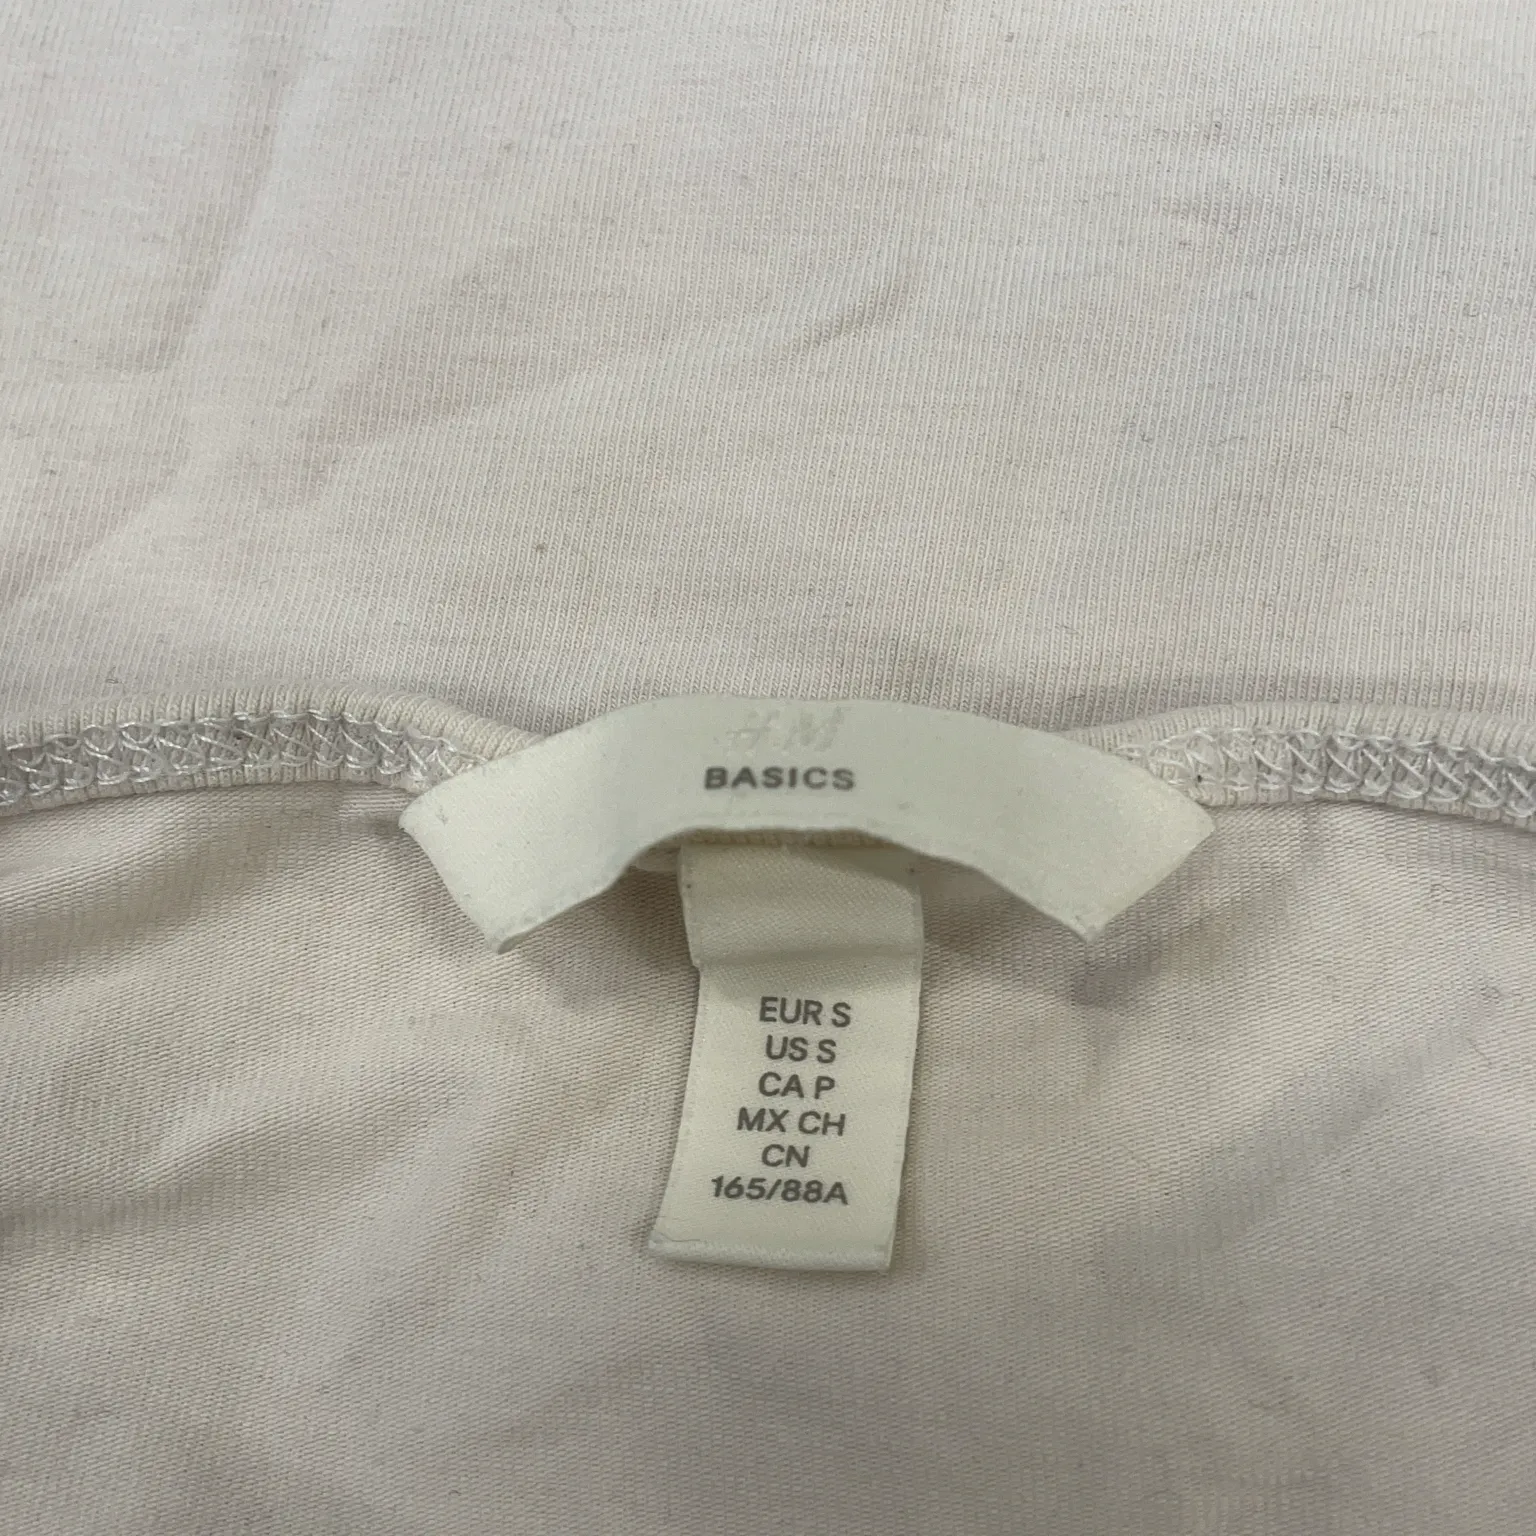 H&M
BASICS
EUR S
US S
CA P
MX CH
CN
165/88A